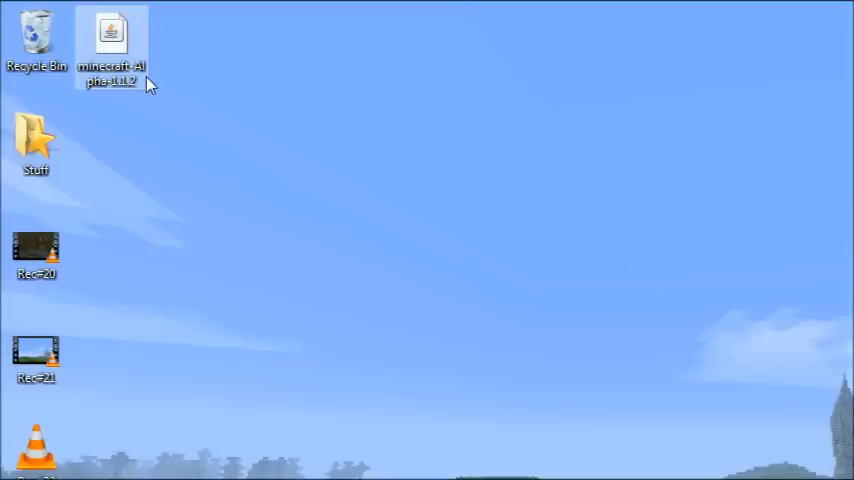 Recycle Bin
minecraft-Al
pha-1.1.2
Stuff
Rec#20
Rec#21